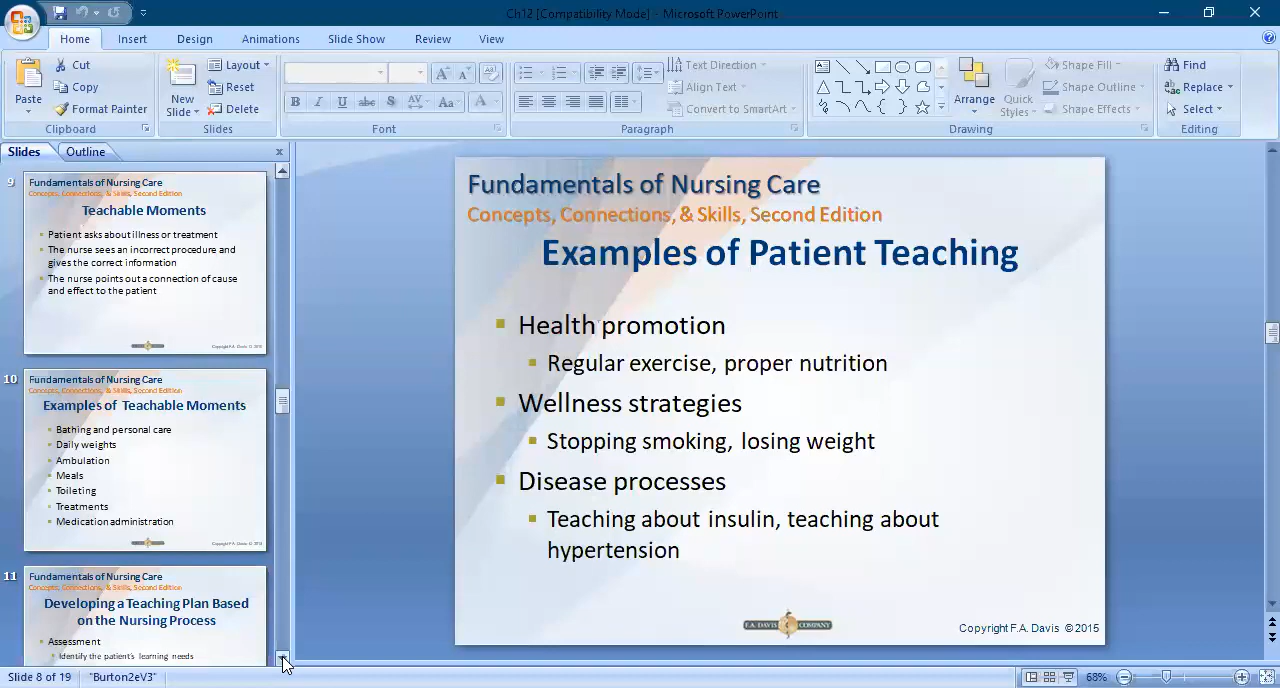 Ch12 [Compatibility Mode] - Microsoft PowerPoint
Home Insert Design Animations Slide Show Review View
Paste
Cut
Copy
Format Painter
Clipboard
New Slide
Layout
Reset
Delete
Slides
B I U abc S AV Aa A
Font
Text Direction
Align Text
Convert to SmartArt
Paragraph
Arrange
Quick Styles
Shape Fill
Shape Outline
Shape Effects
Drawing
Find
Replace
Select
Editing
Slides Outline
9
Fundamentals of Nursing Care
Concepts, Connections, & Skills, Second Edition
Teachable Moments
Patient asks about illness or treatment
The nurse sees an incorrect procedure and
gives the correct information
The nurse points out a connection of cause
and effect to the patient
10
Fundamentals of Nursing Care
Concepts, Connections, & Skills, Second Edition
Examples of Teachable Moments
Bathing and personal care
Daily weights
Ambulation
Meals
Toileting
Treatments
Medication administration
11
Fundamentals of Nursing Care
Concepts, Connections, & Skills, Second Edition
Developing a Teaching Plan Based
on the Nursing Process
Assessment
Identify the patient's learning needs
Fundamentals of Nursing Care
Concepts, Connections, & Skills, Second Edition
Examples of Patient Teaching
Health promotion
Regular exercise, proper nutrition
Wellness strategies
Stopping smoking, losing weight
Disease processes
Teaching about insulin, teaching about
hypertension
F.A. DAVIS COMPANY
Copyright F.A. Davis ©2015
Slide 8 of 19 "Burton2eV3" 68%